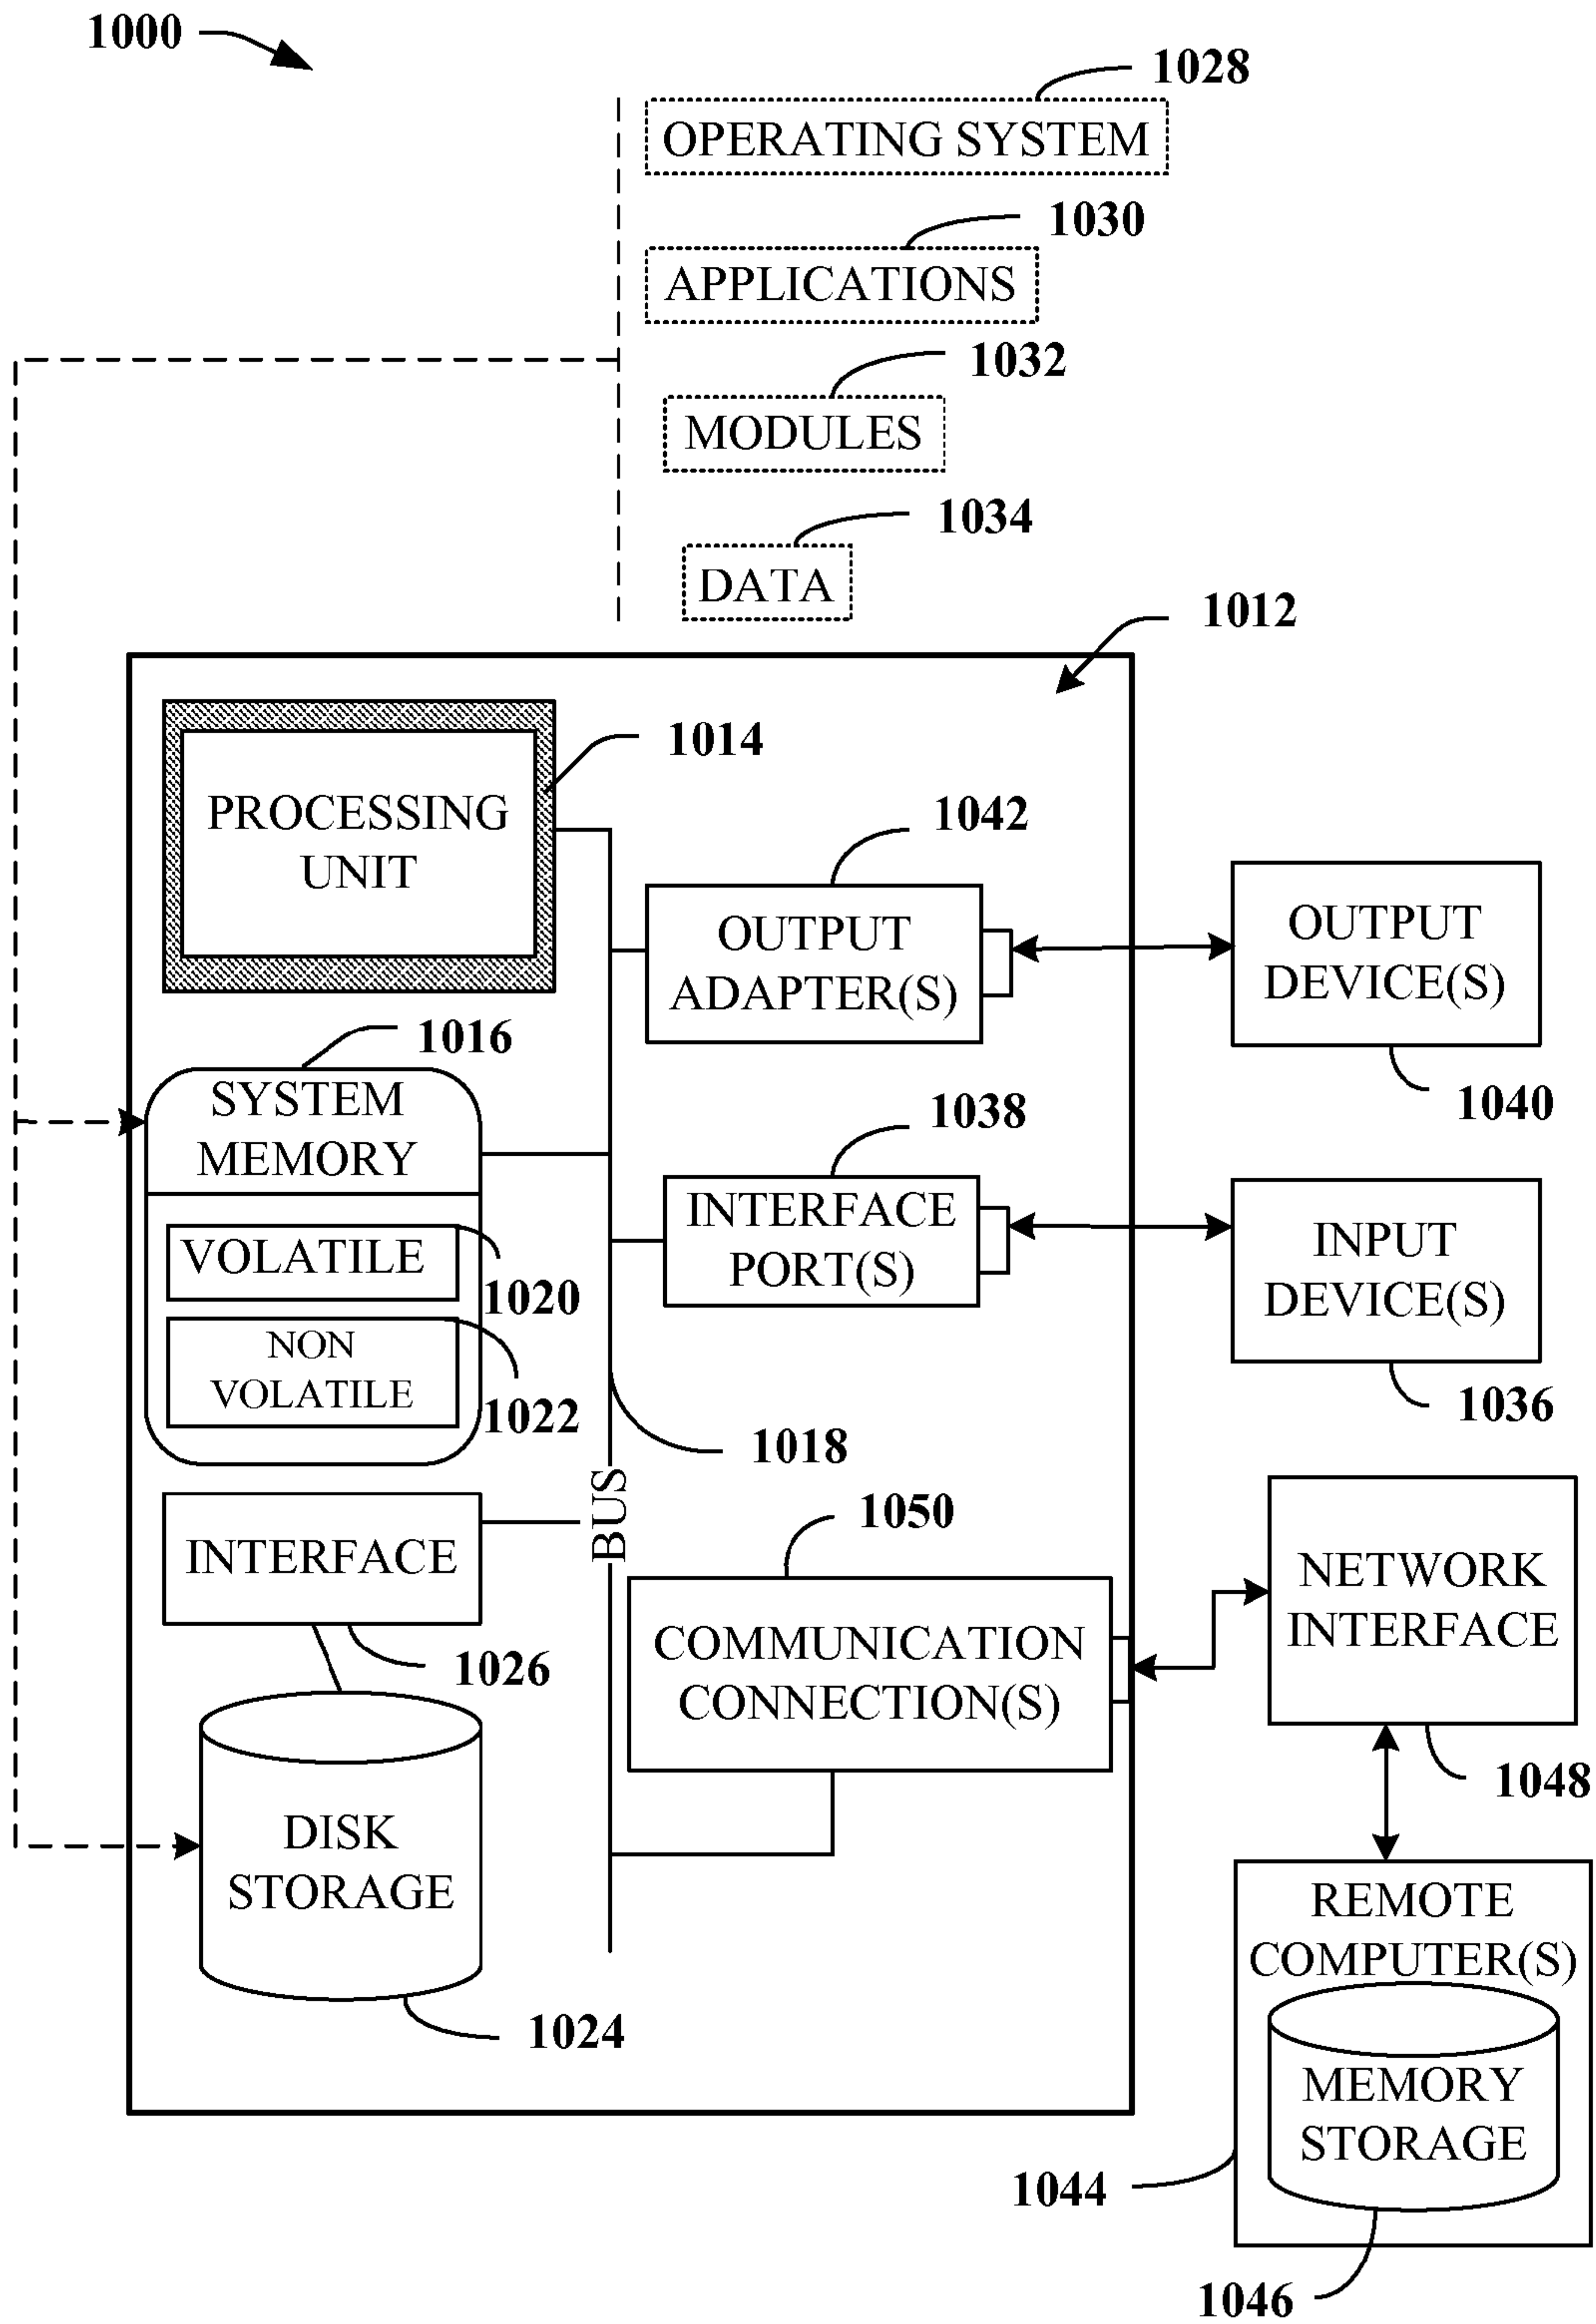 1000
1028
OPERATING SYSTEM
1030
APPLICATIONS
1032
MODULES
1034
DATA
1012
PROCESSING
UNIT
1014
1042
OUTPUT
ADAPTER(S)
OUTPUT
DEVICE(S)
1040
1016
SYSTEM
MEMORY
VOLATILE
1020
NON
VOLATILE
1022
1038
INTERFACE
PORT(S)
INPUT
DEVICE(S)
1036
1018
BUS
INTERFACE
1026
1050
COMMUNICATION
CONNECTION(S)
NETWORK
INTERFACE
1048
DISK
STORAGE
1024
REMOTE
COMPUTER(S)
MEMORY
STORAGE
1044
1046